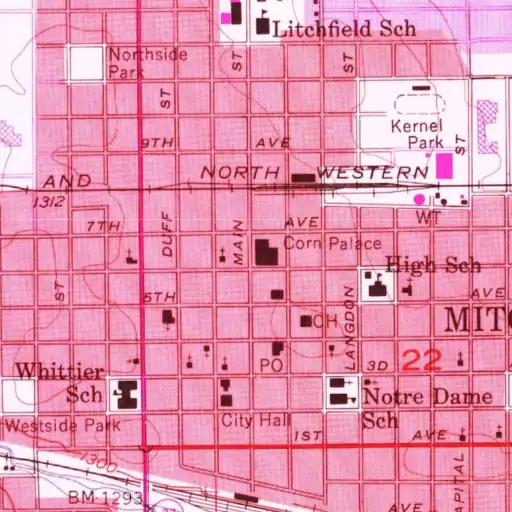 Litchfield Sch
Northside
Park
ST
ST
ST
Kernel
Park
ST
9TH AVE
AND NORTH WESTERN
1312
WT
7TH AVE
DUFF
MAIN
Corn Palace
High Sch
ST
5TH
AVE
LANGDON
CH
MIT
Whittier
Sch
PO
3D
22
Notre Dame
Sch
City Hall
Westside Park
1ST AVE
1300
BM 1293
AVE